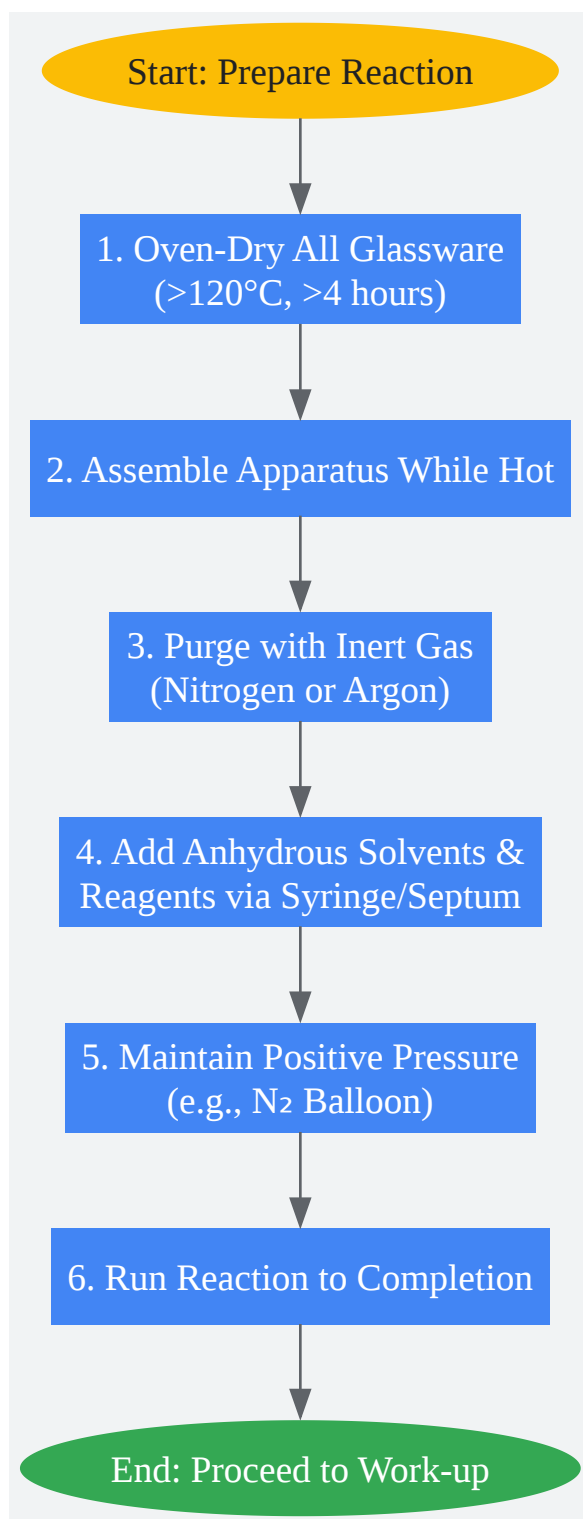 Start: Prepare Reaction
1. Oven-Dry All Glassware
(>120°C, >4 hours)
2. Assemble Apparatus While Hot
3. Purge with Inert Gas
(Nitrogen or Argon)
4. Add Anhydrous Solvents &
Reagents via Syringe/Septum
5. Maintain Positive Pressure
(e.g., N₂ Balloon)
6. Run Reaction to Completion
End: Proceed to Work-up